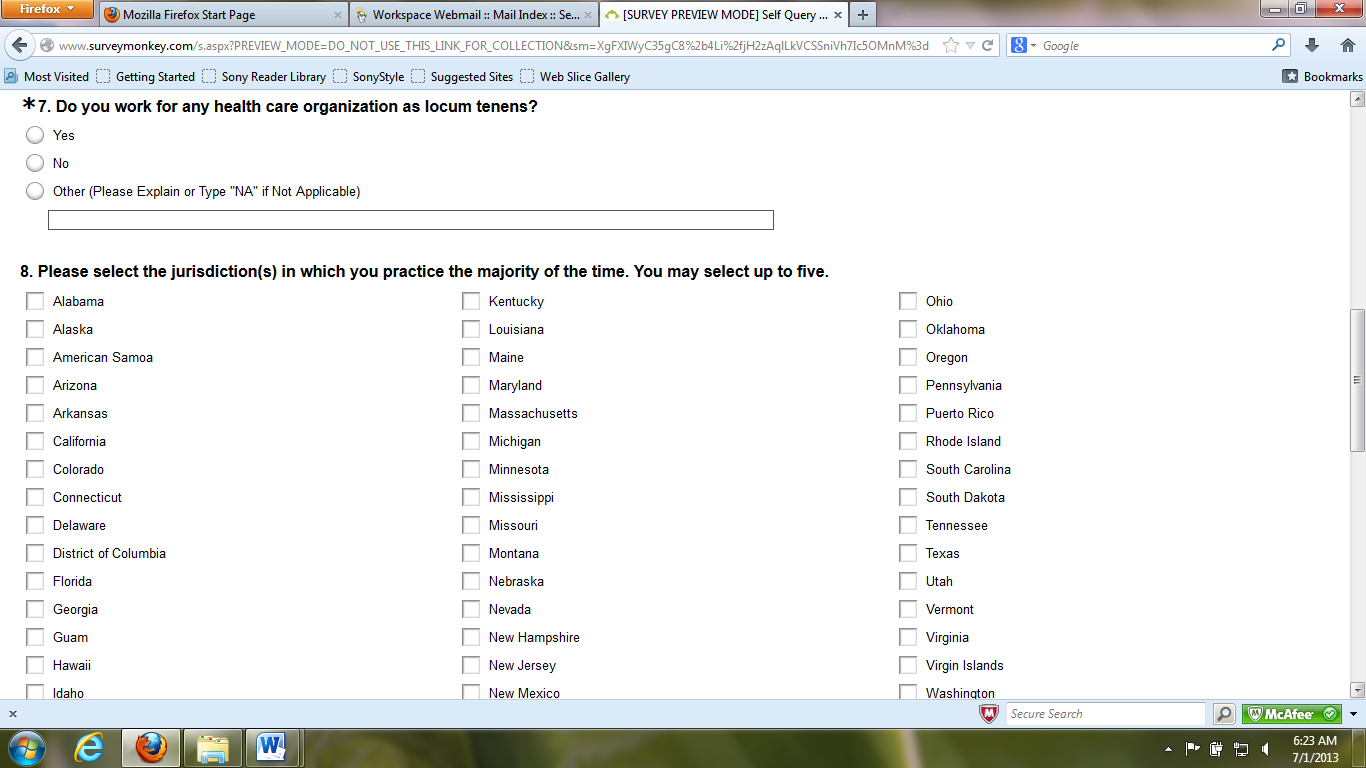 Firefox
Mozilla Firefox Start Page
Workspace Webmail :: Mail Index :: Se...
[SURVEY PREVIEW MODE] Self Query ...
www.surveymonkey.com/s.aspx?PREVIEW_MODE=DO_NOT_USE_THIS_LINK_FOR_COLLECTION&sm=XgFXIWyC35gC8%2b4Li%2fjH2zAqILkVCSSniVh7Ic5OMnM%3d
Google
Most Visited Getting Started Sony Reader Library SonyStyle Suggested Sites Web Slice Gallery Bookmarks
*7. Do you work for any health care organization as locum tenens?
Yes
No
Other (Please Explain or Type "NA" if Not Applicable)
8. Please select the jurisdiction(s) in which you practice the majority of the time. You may select up to five.
Alabama Kentucky Ohio
Alaska Louisiana Oklahoma
American Samoa Maine Oregon
Arizona Maryland Pennsylvania
Arkansas Massachusetts Puerto Rico
California Michigan Rhode Island
Colorado Minnesota South Carolina
Connecticut Mississippi South Dakota
Delaware Missouri Tennessee
District of Columbia Montana Texas
Florida Nebraska Utah
Georgia Nevada Vermont
Guam New Hampshire Virginia
Hawaii New Jersey Virgin Islands
Idaho New Mexico Washington
Secure Search
McAfee
6:23 AM
7/1/2013